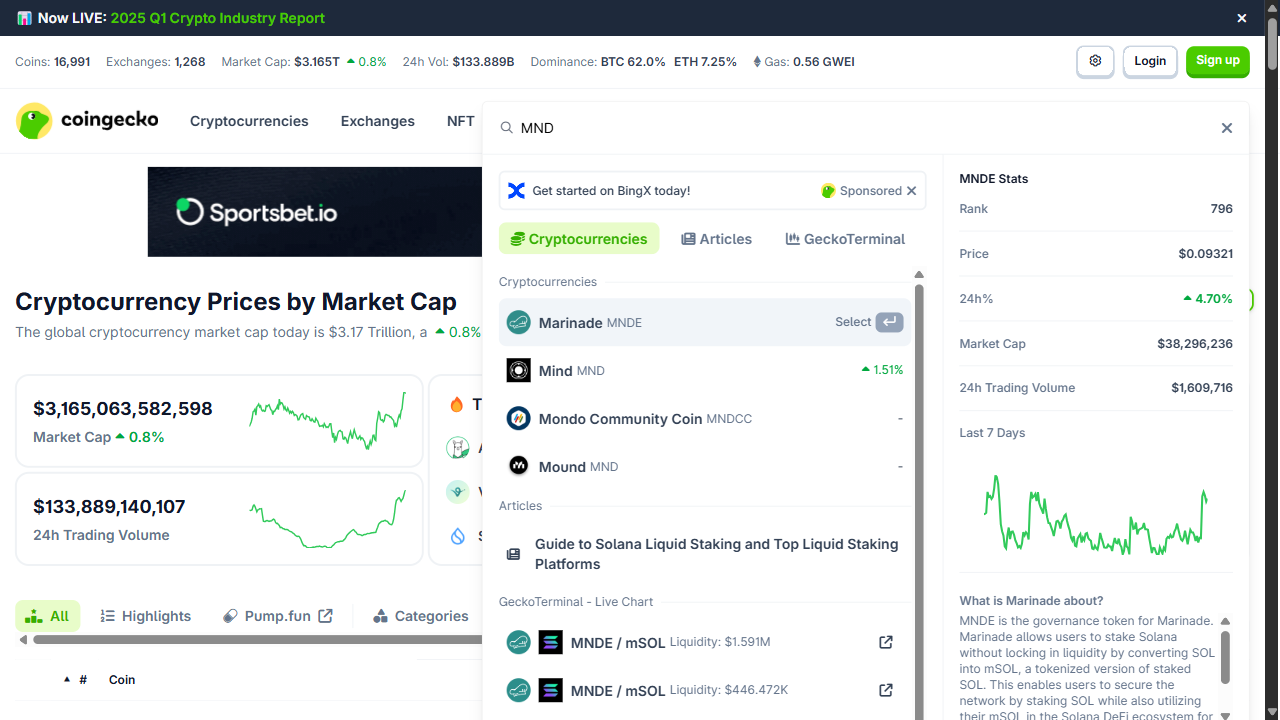 Now LIVE: 2025 Q1 Crypto Industry Report
Coins: 16,991 Exchanges: 1,268 Market Cap: $3.165T 0.8% 24h Vol: $133.889B Dominance: BTC 62.0% ETH 7.25% Gas: 0.56 GWEI
Login
Sign up
coingecko
Cryptocurrencies
Exchanges
NFT
MND
Sportsbet.io
Get started on BingX today!
Sponsored
Cryptocurrencies
Articles
GeckoTerminal
Cryptocurrencies
Marinade MNDE
Select
Mind MND
1.51%
Mondo Community Coin MNDCC
-
Mound MND
-
Articles
Guide to Solana Liquid Staking and Top Liquid Staking
Platforms
GeckoTerminal - Live Chart
MNDE / mSOL Liquidity: $1.591M
MNDE / mSOL Liquidity: $446.472K
MNDE Stats
Rank 796
Price $0.09321
24h% 4.70%
Market Cap $38,296,236
24h Trading Volume $1,609,716
Last 7 Days
What is Marinade about?
MNDE is the governance token for Marinade.
Marinade allows users to stake Solana
without locking in liquidity by converting SOL
into mSOL, a tokenized version of staked
SOL. This enables users to secure the
network by staking SOL while also utilizing
their mSOL in the Solana DeFi ecosystem for
Cryptocurrency Prices by Market Cap
The global cryptocurrency market cap today is $3.17 Trillion, a 0.8%
$3,165,063,582,598
Market Cap 0.8%
$133,889,140,107
24h Trading Volume
All
Highlights
Pump.fun
Categories
# Coin